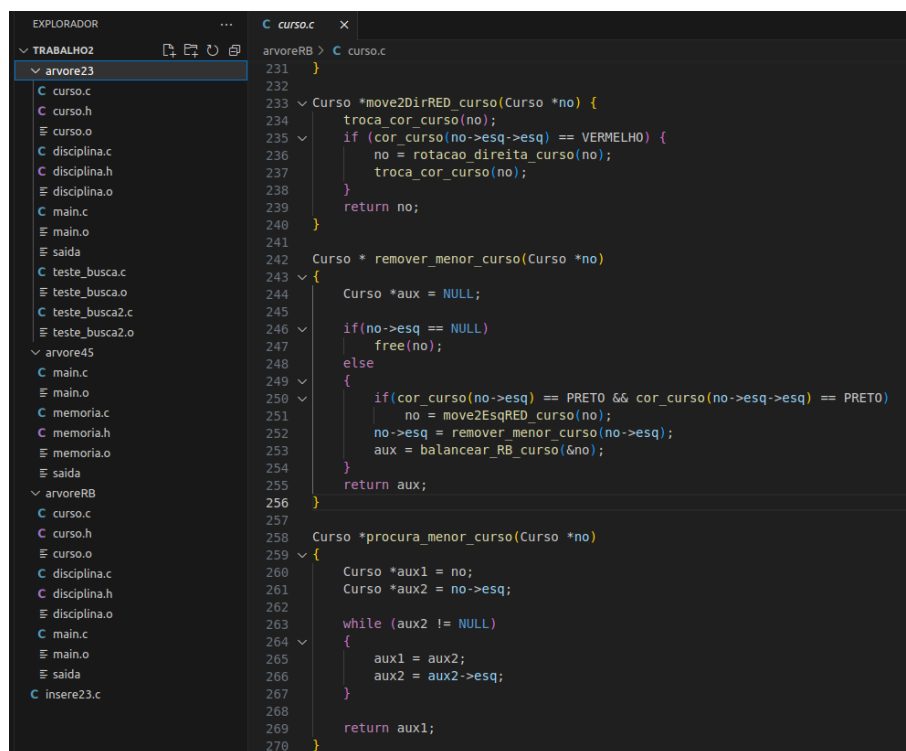 EXPLORADOR ...
TRABALHO2
arvore23
C curso.c
C curso.h
curso.o
C disciplina.c
C disciplina.h
disciplina.o
C main.c
main.o
saida
C teste_busca.c
teste_busca.o
C teste_busca2.c
teste_busca2.o
arvore45
C main.c
main.o
C memoria.c
C memoria.h
memoria.o
saida
arvoreRB
C curso.c
C curso.h
curso.o
C disciplina.c
C disciplina.h
disciplina.o
C main.c
main.o
saida
C insere23.c
C curso.c ×
arvoreRB > C curso.c
231 }
232
233 Curso *move2DirRED_curso(Curso *no) {
234     troca_cor_curso(no);
235     if (cor_curso(no->esq->esq) == VERMELHO) {
236         no = rotacao_direita_curso(no);
237         troca_cor_curso(no);
238     }
239     return no;
240 }
241
242 Curso * remover_menor_curso(Curso *no)
243 {
244     Curso *aux = NULL;
245
246     if(no->esq == NULL)
247         free(no);
248     else
249     {
250         if(cor_curso(no->esq) == PRETO && cor_curso(no->esq->esq) == PRETO)
251             no = move2EsqRED_curso(no);
252         no->esq = remover_menor_curso(no->esq);
253         aux = balancear_RB_curso(&no);
254     }
255     return aux;
256 }
257
258 Curso *procura_menor_curso(Curso *no)
259 {
260     Curso *aux1 = no;
261     Curso *aux2 = no->esq;
262
263     while (aux2 != NULL)
264     {
265         aux1 = aux2;
266         aux2 = aux2->esq;
267     }
268
269     return aux1;
270 }